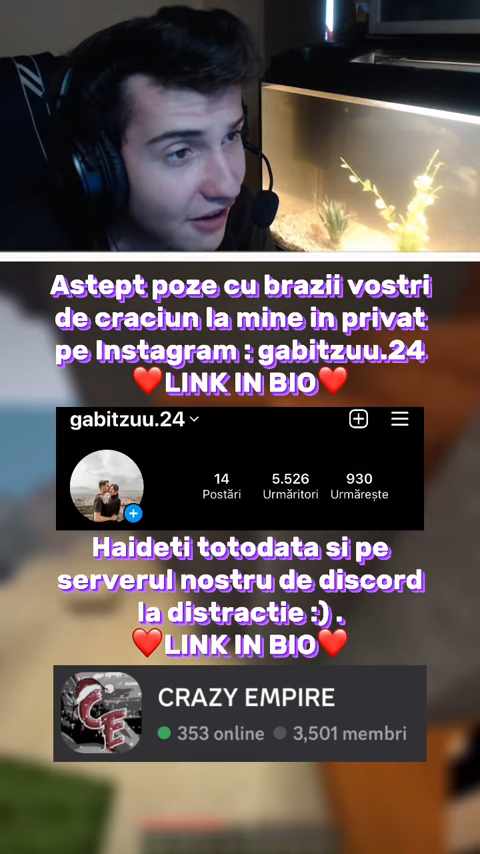 Astept poze cu brazii vostri
de craciun la mine in privat
pe Instagram : gabitzuu.24
❤️LINK IN BIO❤️
gabitzuu.24
14 5.526 930
Postări Urmăritori Urmărește
Haideti totodata si pe
serverul nostru de discord
la distractie :) .
❤️LINK IN BIO❤️
CE
CRAZY EMPIRE
353 online 3,501 membri